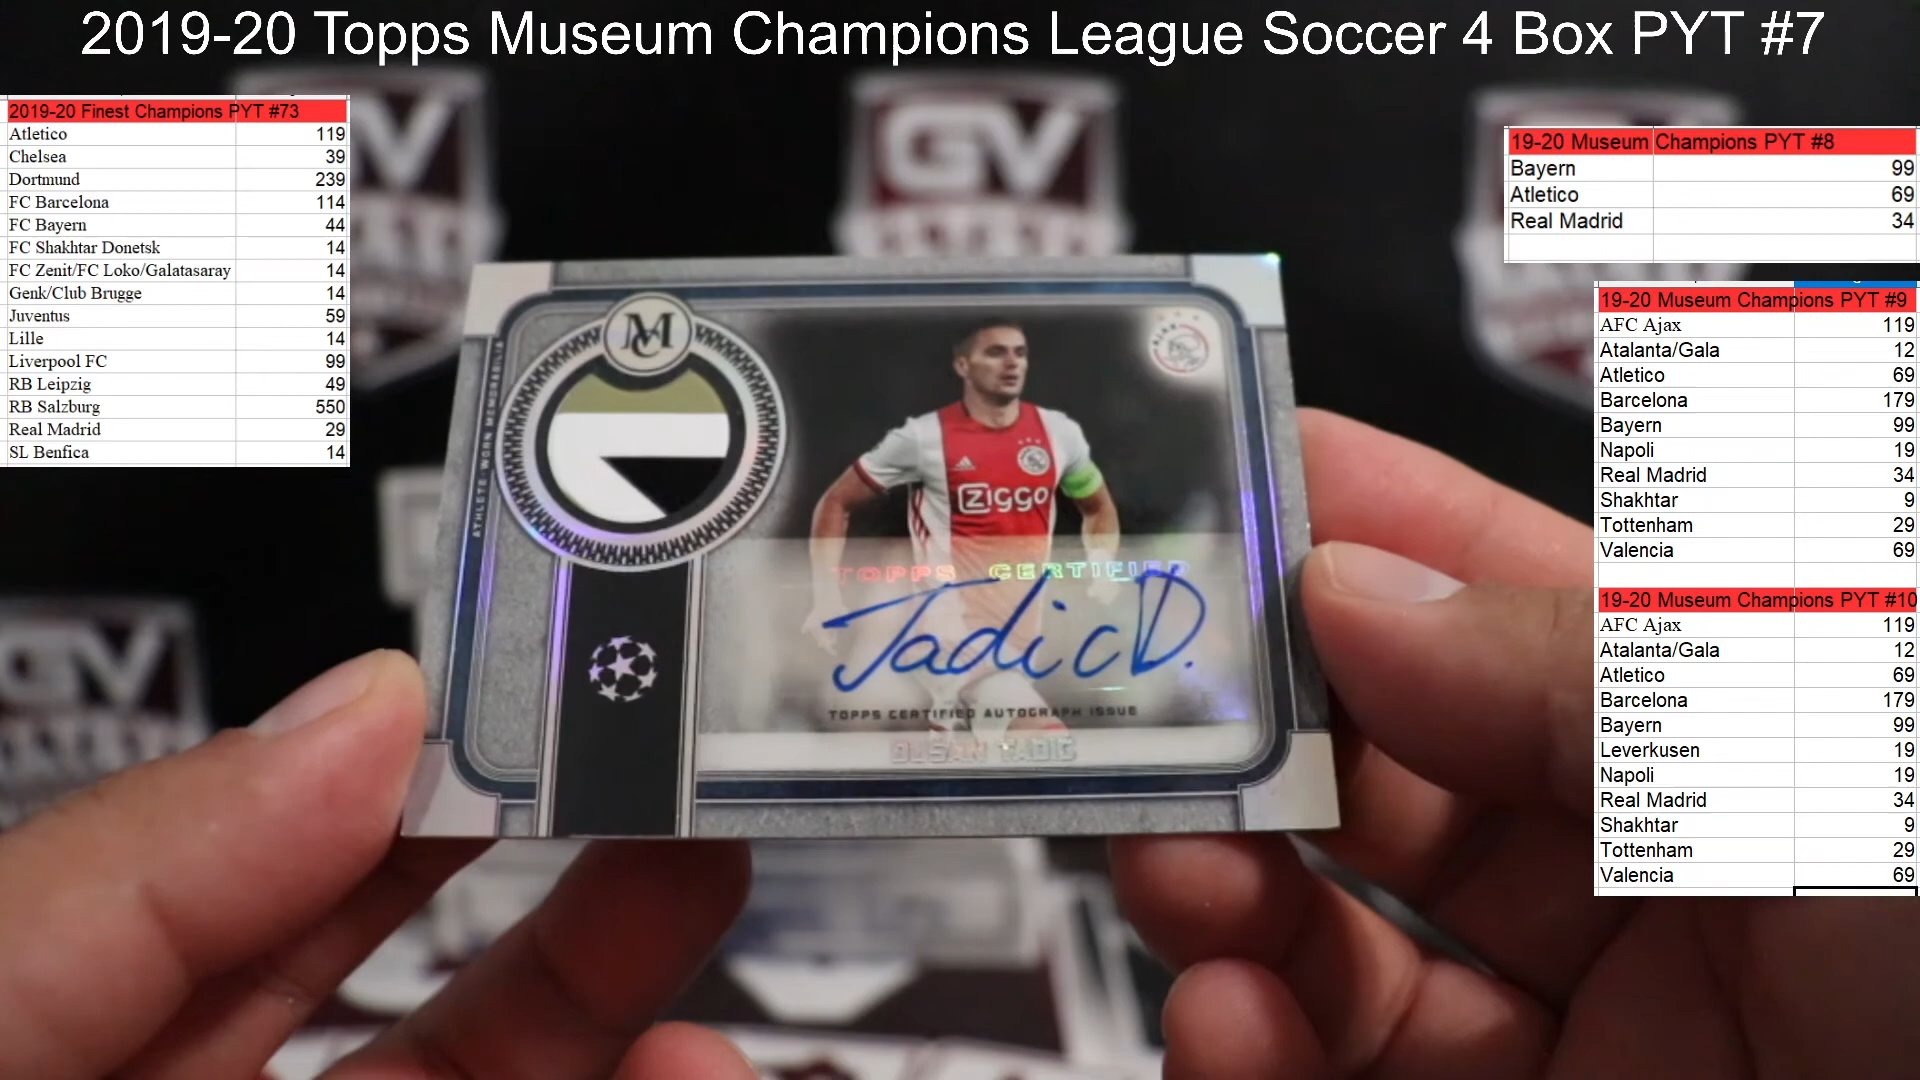 2019-20 Topps Museum Champions League Soccer 4 Box PYT #7
2019-20 Finest Champions PYT #73
Atletico 119
Chelsea 39
Dortmund 239
FC Barcelona 114
FC Bayern 44
FC Shakhtar Donetsk 14
FC Zenit/FC Loko/Galatasaray 14
Genk/Club Brugge 14
Juventus 59
Lille 14
Liverpool FC 99
RB Leipzig 49
RB Salzburg 550
Real Madrid 29
SL Benfica 14
GV
GV
MC
ATHLETE-WORN MEMORABILIA
AJAX
ZIGGO
TOPPS CERTIFIED
Tadic D.
TOPPS CERTIFIED AUTOGRAPH ISSUE
DUSAN TADIC
19-20 Museum Champions PYT #8
Bayern 99
Atletico 69
Real Madrid 34
19-20 Museum Champions PYT #9
AFC Ajax 119
Atalanta/Gala 12
Atletico 69
Barcelona 179
Bayern 99
Napoli 19
Real Madrid 34
Shakhtar 9
Tottenham 29
Valencia 69
19-20 Museum Champions PYT #10
AFC Ajax 119
Atalanta/Gala 12
Atletico 69
Barcelona 179
Bayern 99
Leverkusen 19
Napoli 19
Real Madrid 34
Shakhtar 9
Tottenham 29
Valencia 69